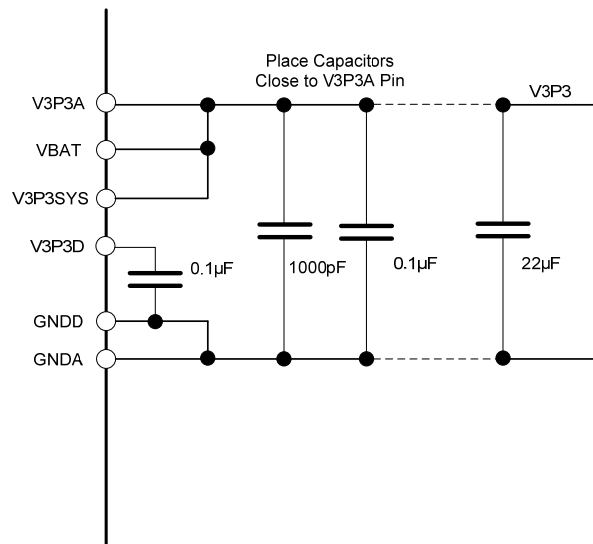 Place Capacitors
Close to V3P3A Pin
V3P3A
V3P3
VBAT
V3P3SYS
V3P3D
0.1µF
1000pF
0.1µF
22µF
GNDD
GNDA